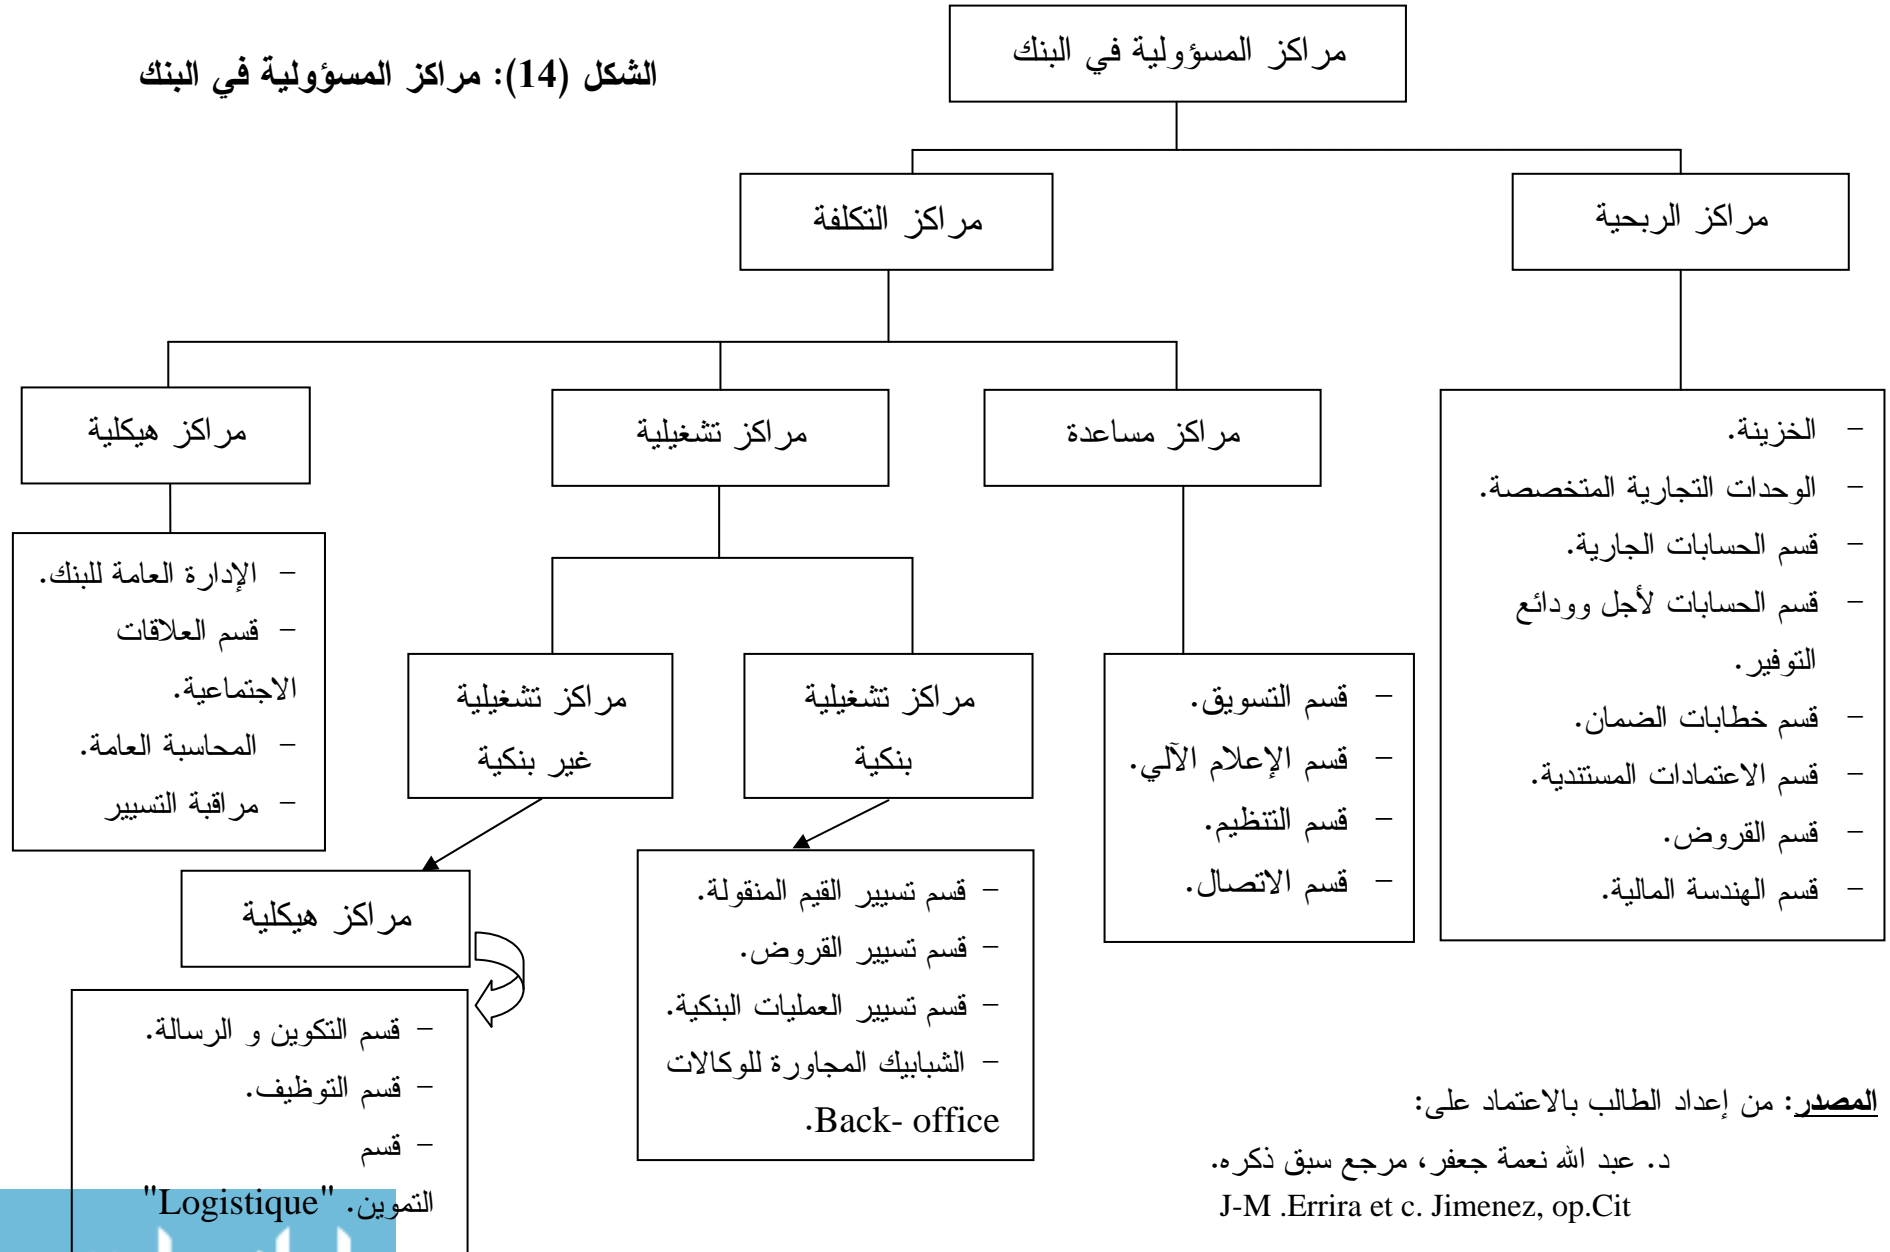 مراكز المسؤولية في البنك
الشكل (14): مراكز المسؤولية في البنك
مراكز الربحية
مراكز التكلفة
مراكز مساعدة
مراكز تشغيلية
مراكز هيكلية
- الخزينة.
- الوحدات التجارية المتخصصة.
- قسم الحسابات الجارية.
- قسم الحسابات لأجل وودائع
التوفير.
- قسم خطابات الضمان.
- قسم الاعتمادات المستندية.
- قسم القروض.
- قسم الهندسة المالية.
- قسم التسويق.
- قسم الإعلام الآلي.
- قسم التنظيم.
- قسم الاتصال.
مراكز تشغيلية
بنكية
مراكز تشغيلية
غير بنكية
- الإدارة العامة للبنك.
- قسم العلاقات
الاجتماعية.
- المحاسبة العامة.
- مراقبة التسيير
- قسم تسيير القيم المنقولة.
- قسم تسيير القروض.
- قسم تسيير العمليات البنكية.
- الشبابيك المجاورة للوكالات
Back- office.
مراكز هيكلية
- قسم التكوين و الرسالة.
- قسم التوظيف.
- قسم
التموين. "Logistique"
المصدر: من إعداد الطالب بالاعتماد على:
د. عبد الله نعمة جعفر، مرجع سبق ذكره.
J-M .Errira et c. Jimenez, op.Cit